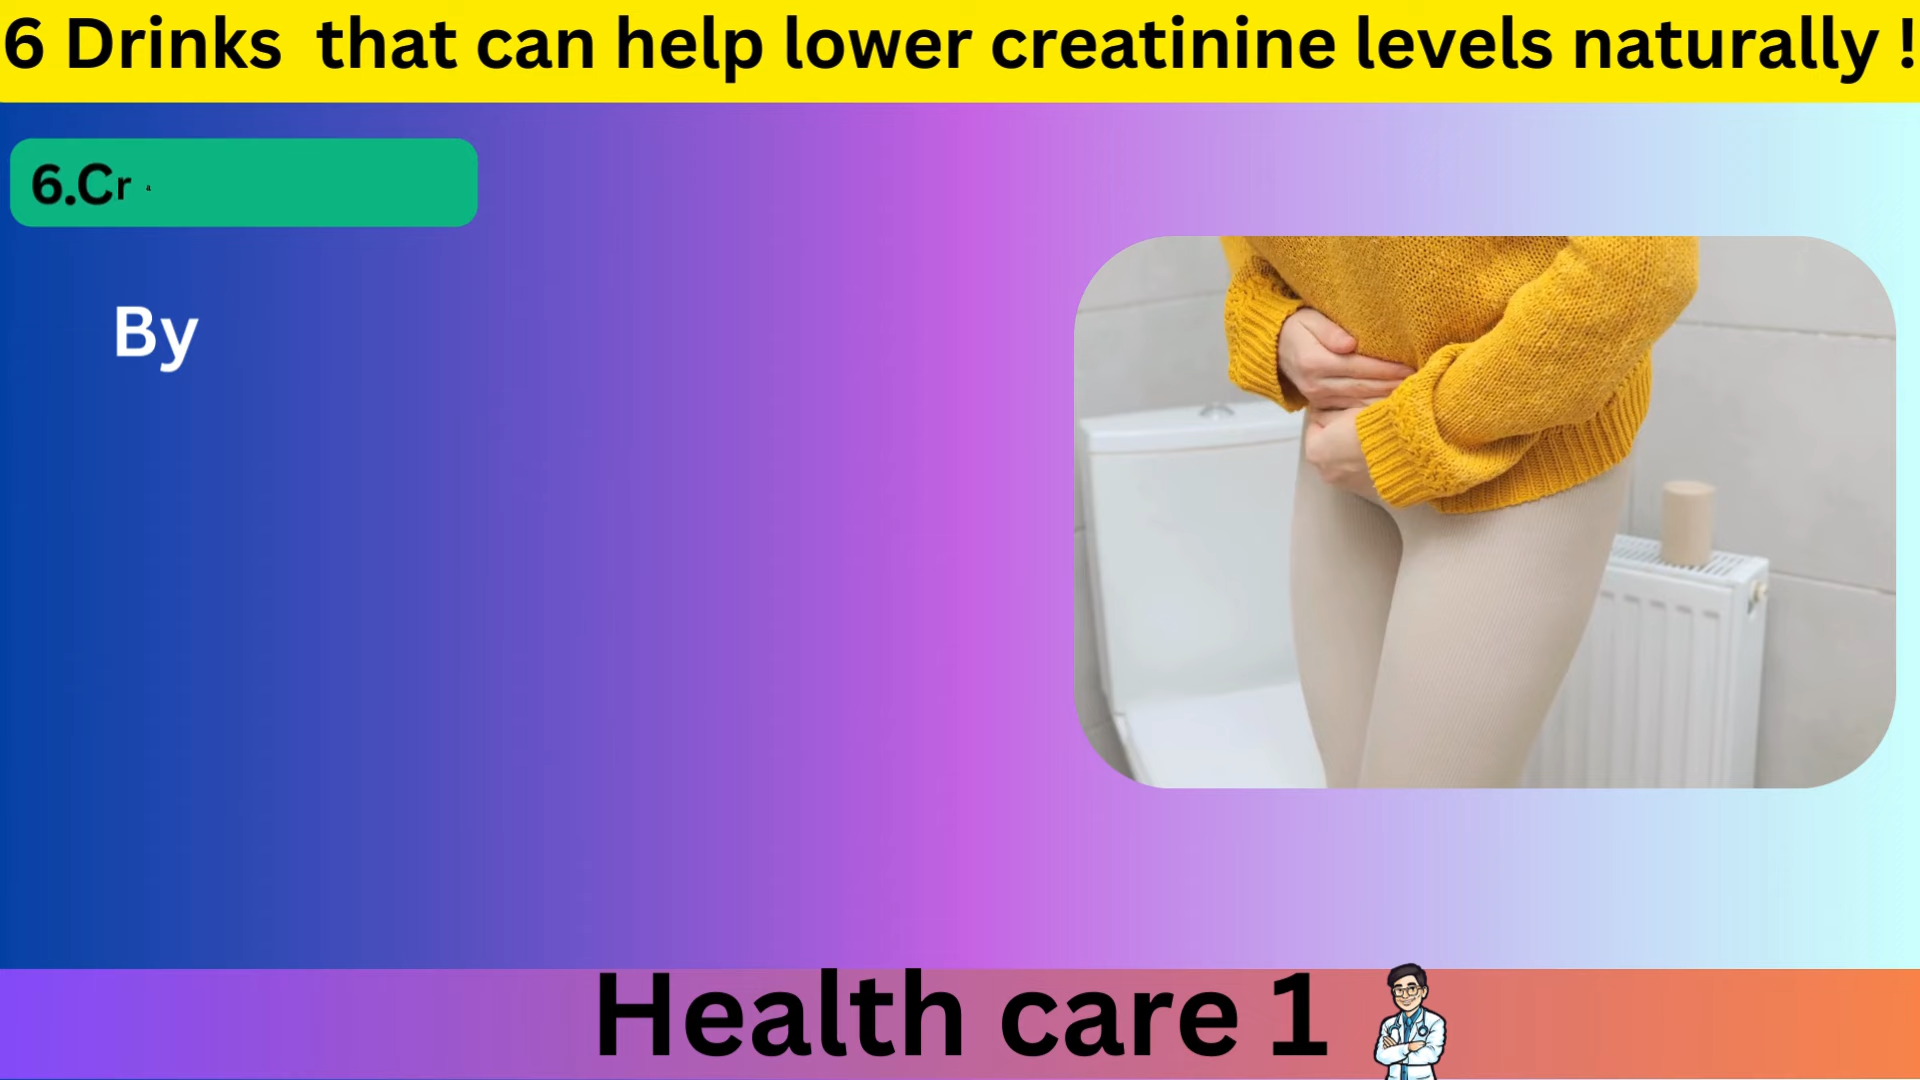 6 Drinks that can help lower creatinine levels naturally !
6.Cr
By
Health care 1